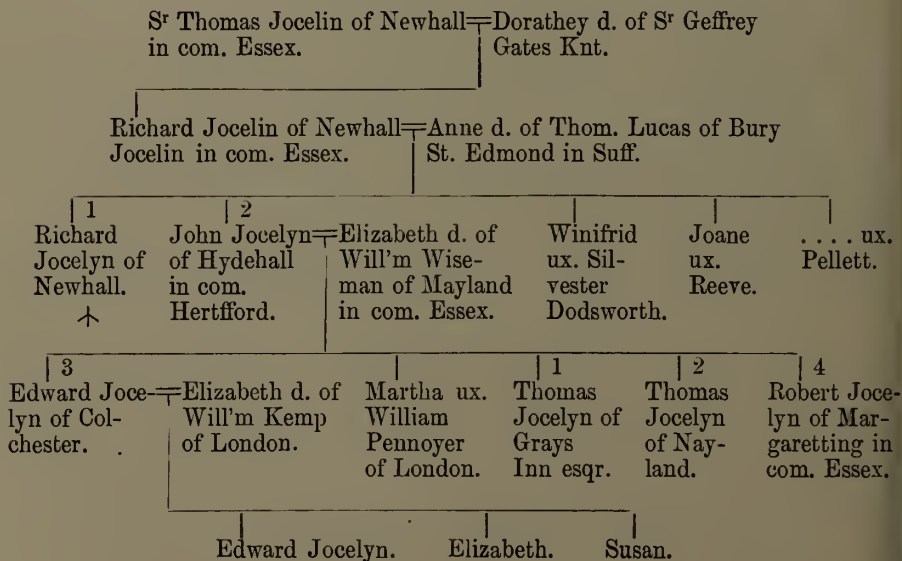 Sr Thomas Jocelin of Newhall
in com. Essex.
Dorathey d. of Sr Geffrey
Gates Knt.
Richard Jocelin of Newhall
Jocelin in com. Essex.
Anne d. of Thom. Lucas of Bury
St. Edmond in Suff.
1
Richard
Jocelyn of
Newhall.
2
John Jocelyn
of Hydehall
in com.
Hertfford.
Elizabeth d. of
Will'm Wise-
man of Mayland
in com. Essex.
Winifrid
ux. Sil-
vester
Dodsworth.
Joane
ux.
Reeve.
.... ux.
Pellett.
3
Edward Joce-
lyn of Col-
chester.
Elizabeth d. of
Will'm Kemp
of London.
Martha ux.
William
Pennoyer
of London.
1
Thomas
Jocelyn of
Grays
Inn esqr.
2
Thomas
Jocelyn
of Nay-
land.
4
Robert Joce-
lyn of Mar-
garetting in
com. Essex.
Edward Jocelyn.
Elizabeth.
Susan.